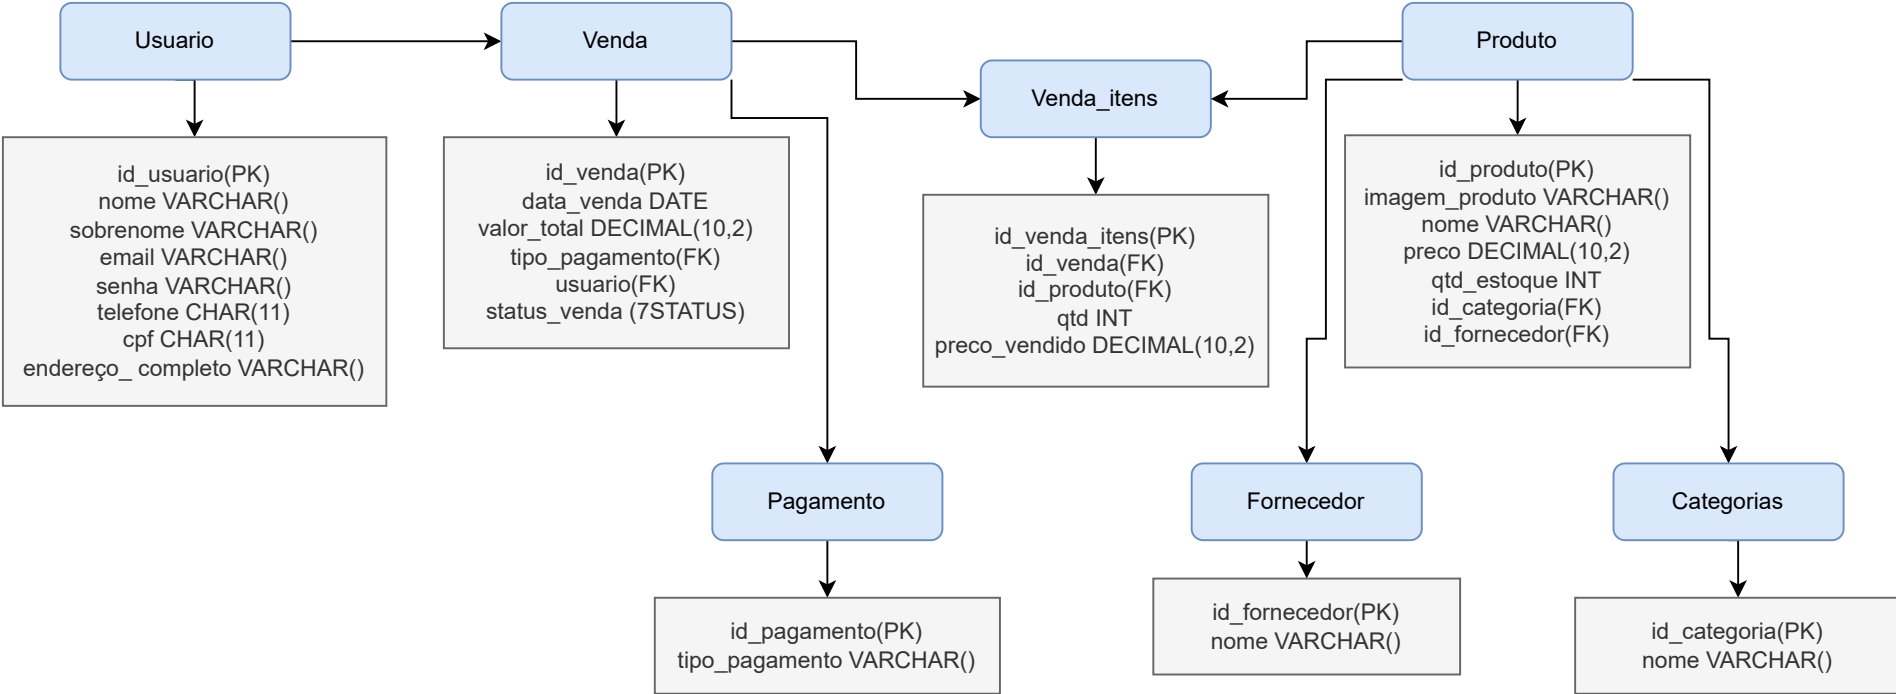 Usuario
Venda
Venda_itens
Produto
id_usuario(PK)
nome VARCHAR()
sobrenome VARCHAR()
email VARCHAR()
senha VARCHAR()
telefone CHAR(11)
cpf CHAR(11)
endereço_ completo VARCHAR()
id_venda(PK)
data_venda DATE
valor_total DECIMAL(10,2)
tipo_pagamento(FK)
usuario(FK)
status_venda (7STATUS)
id_venda_itens(PK)
id_venda(FK)
id_produto(FK)
qtd INT
preco_vendido DECIMAL(10,2)
id_produto(PK)
imagem_produto VARCHAR()
nome VARCHAR()
preco DECIMAL(10,2)
qtd_estoque INT
id_categoria(FK)
id_fornecedor(FK)
Pagamento
Fornecedor
Categorias
id_pagamento(PK)
tipo_pagamento VARCHAR()
id_fornecedor(PK)
nome VARCHAR()
id_categoria(PK)
nome VARCHAR()